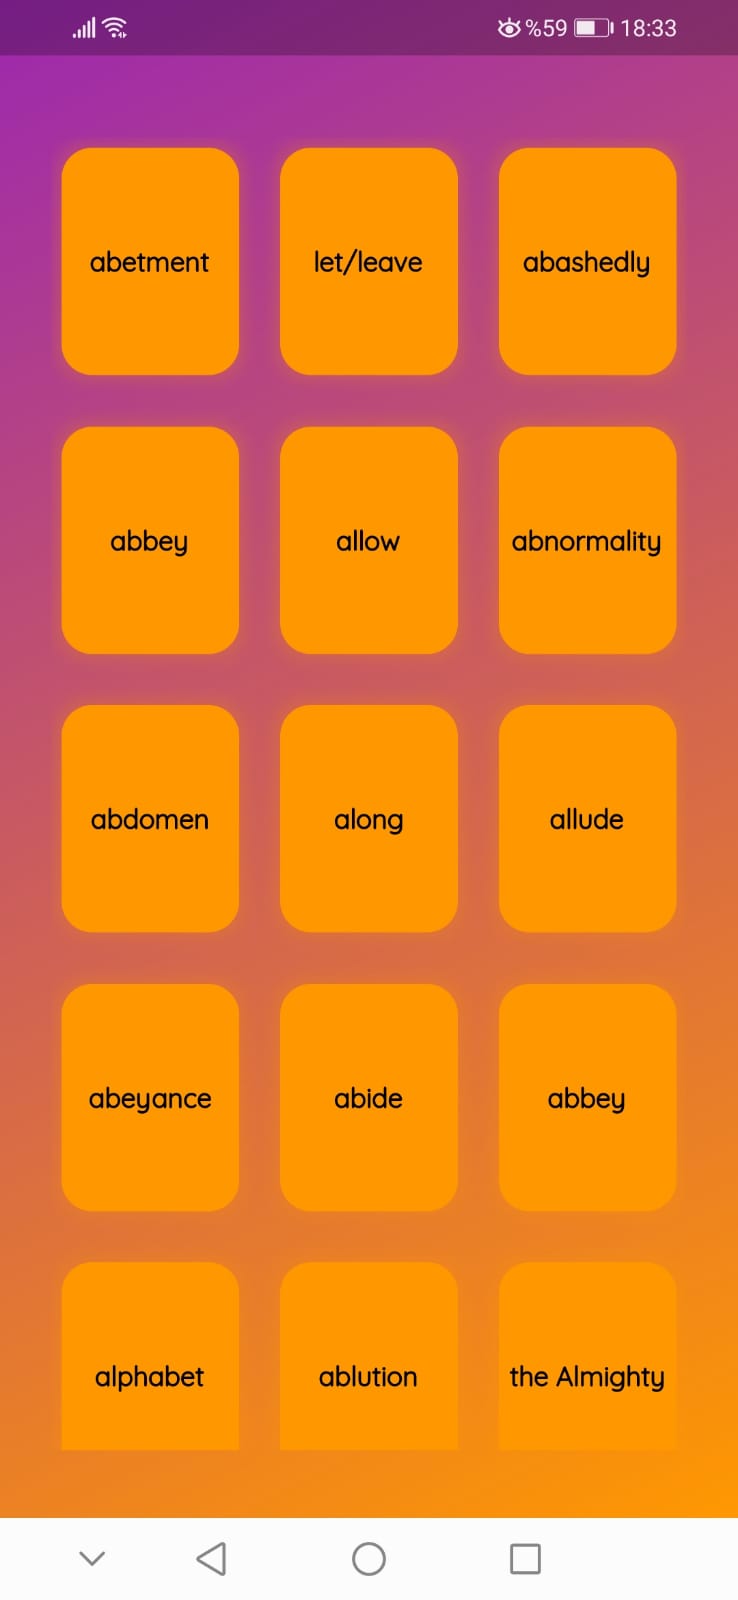 %59 18:33
abetment let/leave abashedly
abbey allow abnormality
abdomen along allude
abeyance abide abbey
alphabet ablution the Almighty